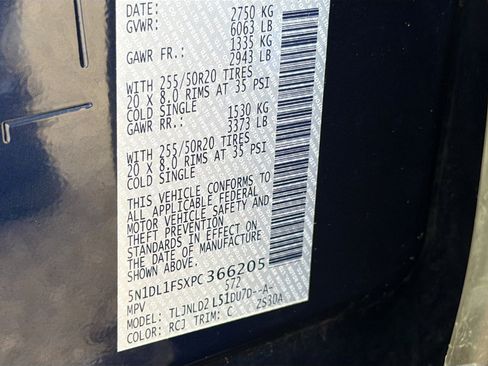 DATE: 2750 KG
GVWR: 6063 LB
1335 KG
GAWR FR.: 2943 LB
WITH 255/50R20 TIRES
20 X 8.0 RIMS AT 35 PSI
COLD SINGLE 1530 KG
GAWR RR.: 3373 LB
WITH 255/50R20 TIRES
20 X 8.0 RIMS AT 35 PSI
COLD SINGLE
THIS VEHICLE CONFORMS TO
ALL APPLICABLE FEDERAL
MOTOR VEHICLE SAFETY AND
THEFT PREVENTION
STANDARDS IN EFFECT ON
THE DATE OF MANUFACTURE
SHOWN ABOVE.
5N1DL1FSXPC366205
MPV S72
MODEL: TLJNLD2 L51DU7D--A-
COLOR: RCJ TRIM: C ZS30A